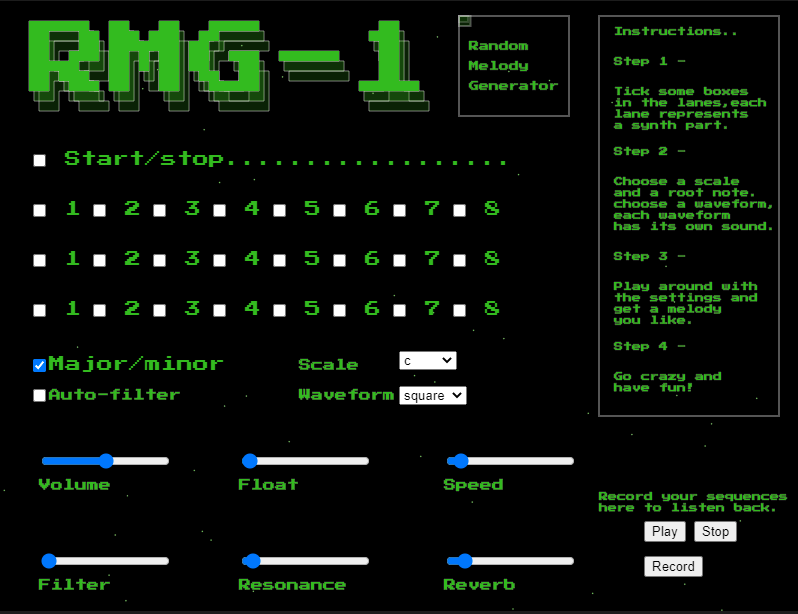 RMG-1
Random
Melody
Generator
Start/stop..................
1 2 3 4 5 6 7 8
1 2 3 4 5 6 7 8
1 2 3 4 5 6 7 8
Major/minor Scale c
Auto-filter Waveform square
Volume Float Speed
Filter Resonance Reverb
Instructions..
Step 1 -
Tick some boxes
in the lanes,each
lane represents
a synth part.
Step 2 -
Choose a scale
and a root note.
choose a waveform,
each waveform
has its own sound.
Step 3 -
Play around with
the settings and
get a melody
you like.
Step 4 -
Go crazy and
have fun!
Record your sequences
here to listen back.
Play Stop
Record